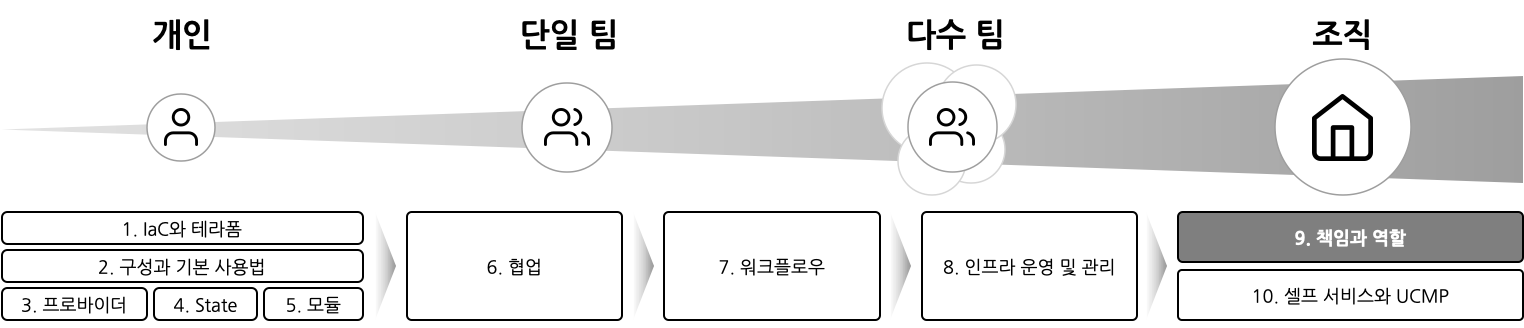 개인
단일 팀
다수 팀
조직
1. IaC와 테라폼
2. 구성과 기본 사용법
3. 프로바이더
4. State
5. 모듈
6. 협업
7. 워크플로우
8. 인프라 운영 및 관리
9. 책임과 역할
10. 셀프 서비스와 UCMP